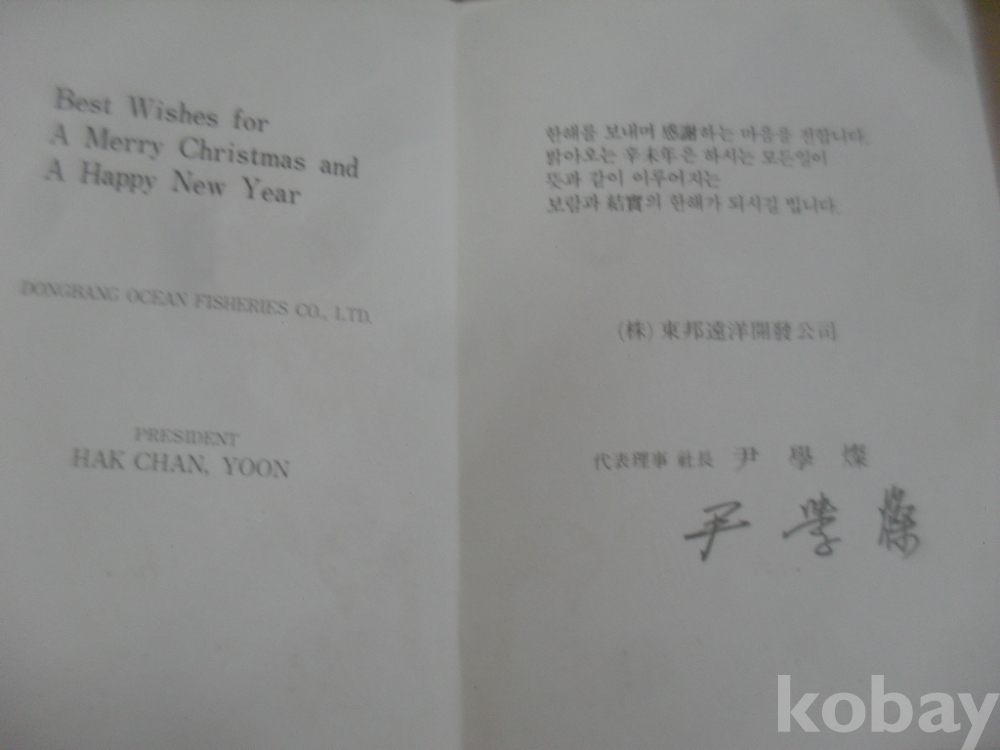 Best Wishes for
A Merry Christmas and
A Happy New Year
DONGBANG OCEAN FISHERIES CO., LTD.
PRESIDENT
HAK CHAN, YOON
한해를 보내며 感謝하는 마음을 전합니다.
밝아오는 辛未年은 하시는 모든일이
뜻과 같이 이루어지는
보람과 結實의 한해가 되시길 빕니다.
(株) 東邦遠洋開發公司
代表理事 社長 尹學燦
尹學燦
kobay